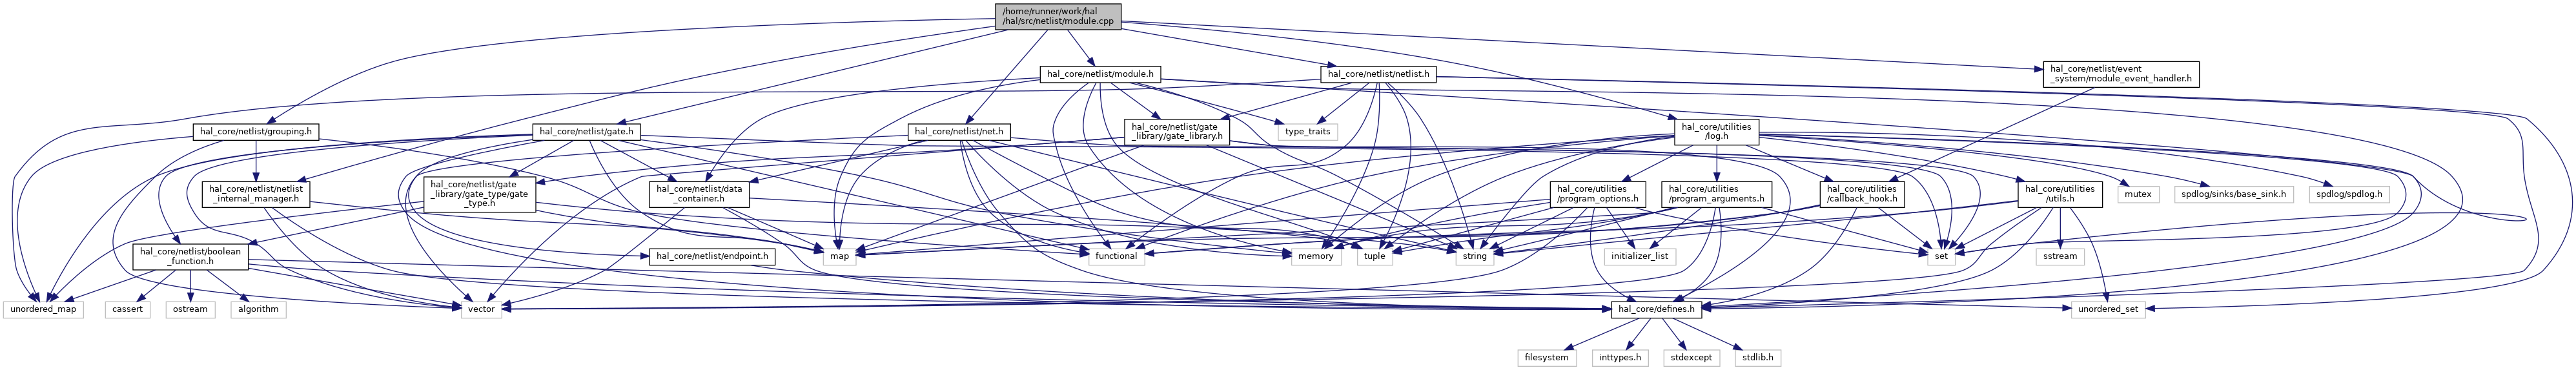 /home/runner/work/hal
/hal/src/netlist/module.cpp
hal_core/netlist/module.h
hal_core/netlist/netlist.h
hal_core/netlist/event
_system/module_event_handler.h
hal_core/netlist/grouping.h
hal_core/netlist/gate.h
hal_core/netlist/net.h
hal_core/netlist/gate
_library/gate_library.h
type_traits
hal_core/utilities
/log.h
hal_core/netlist/netlist
_internal_manager.h
hal_core/netlist/gate
_library/gate_type/gate
_type.h
hal_core/netlist/data
_container.h
hal_core/utilities
/program_options.h
hal_core/utilities
/program_arguments.h
hal_core/utilities
/callback_hook.h
hal_core/utilities
/utils.h
mutex
spdlog/sinks/base_sink.h
spdlog/spdlog.h
hal_core/netlist/boolean
_function.h
hal_core/netlist/endpoint.h
map
functional
memory
tuple
string
initializer_list
set
sstream
unordered_map
cassert
ostream
algorithm
vector
hal_core/defines.h
unordered_set
filesystem
inttypes.h
stdexcept
stdlib.h